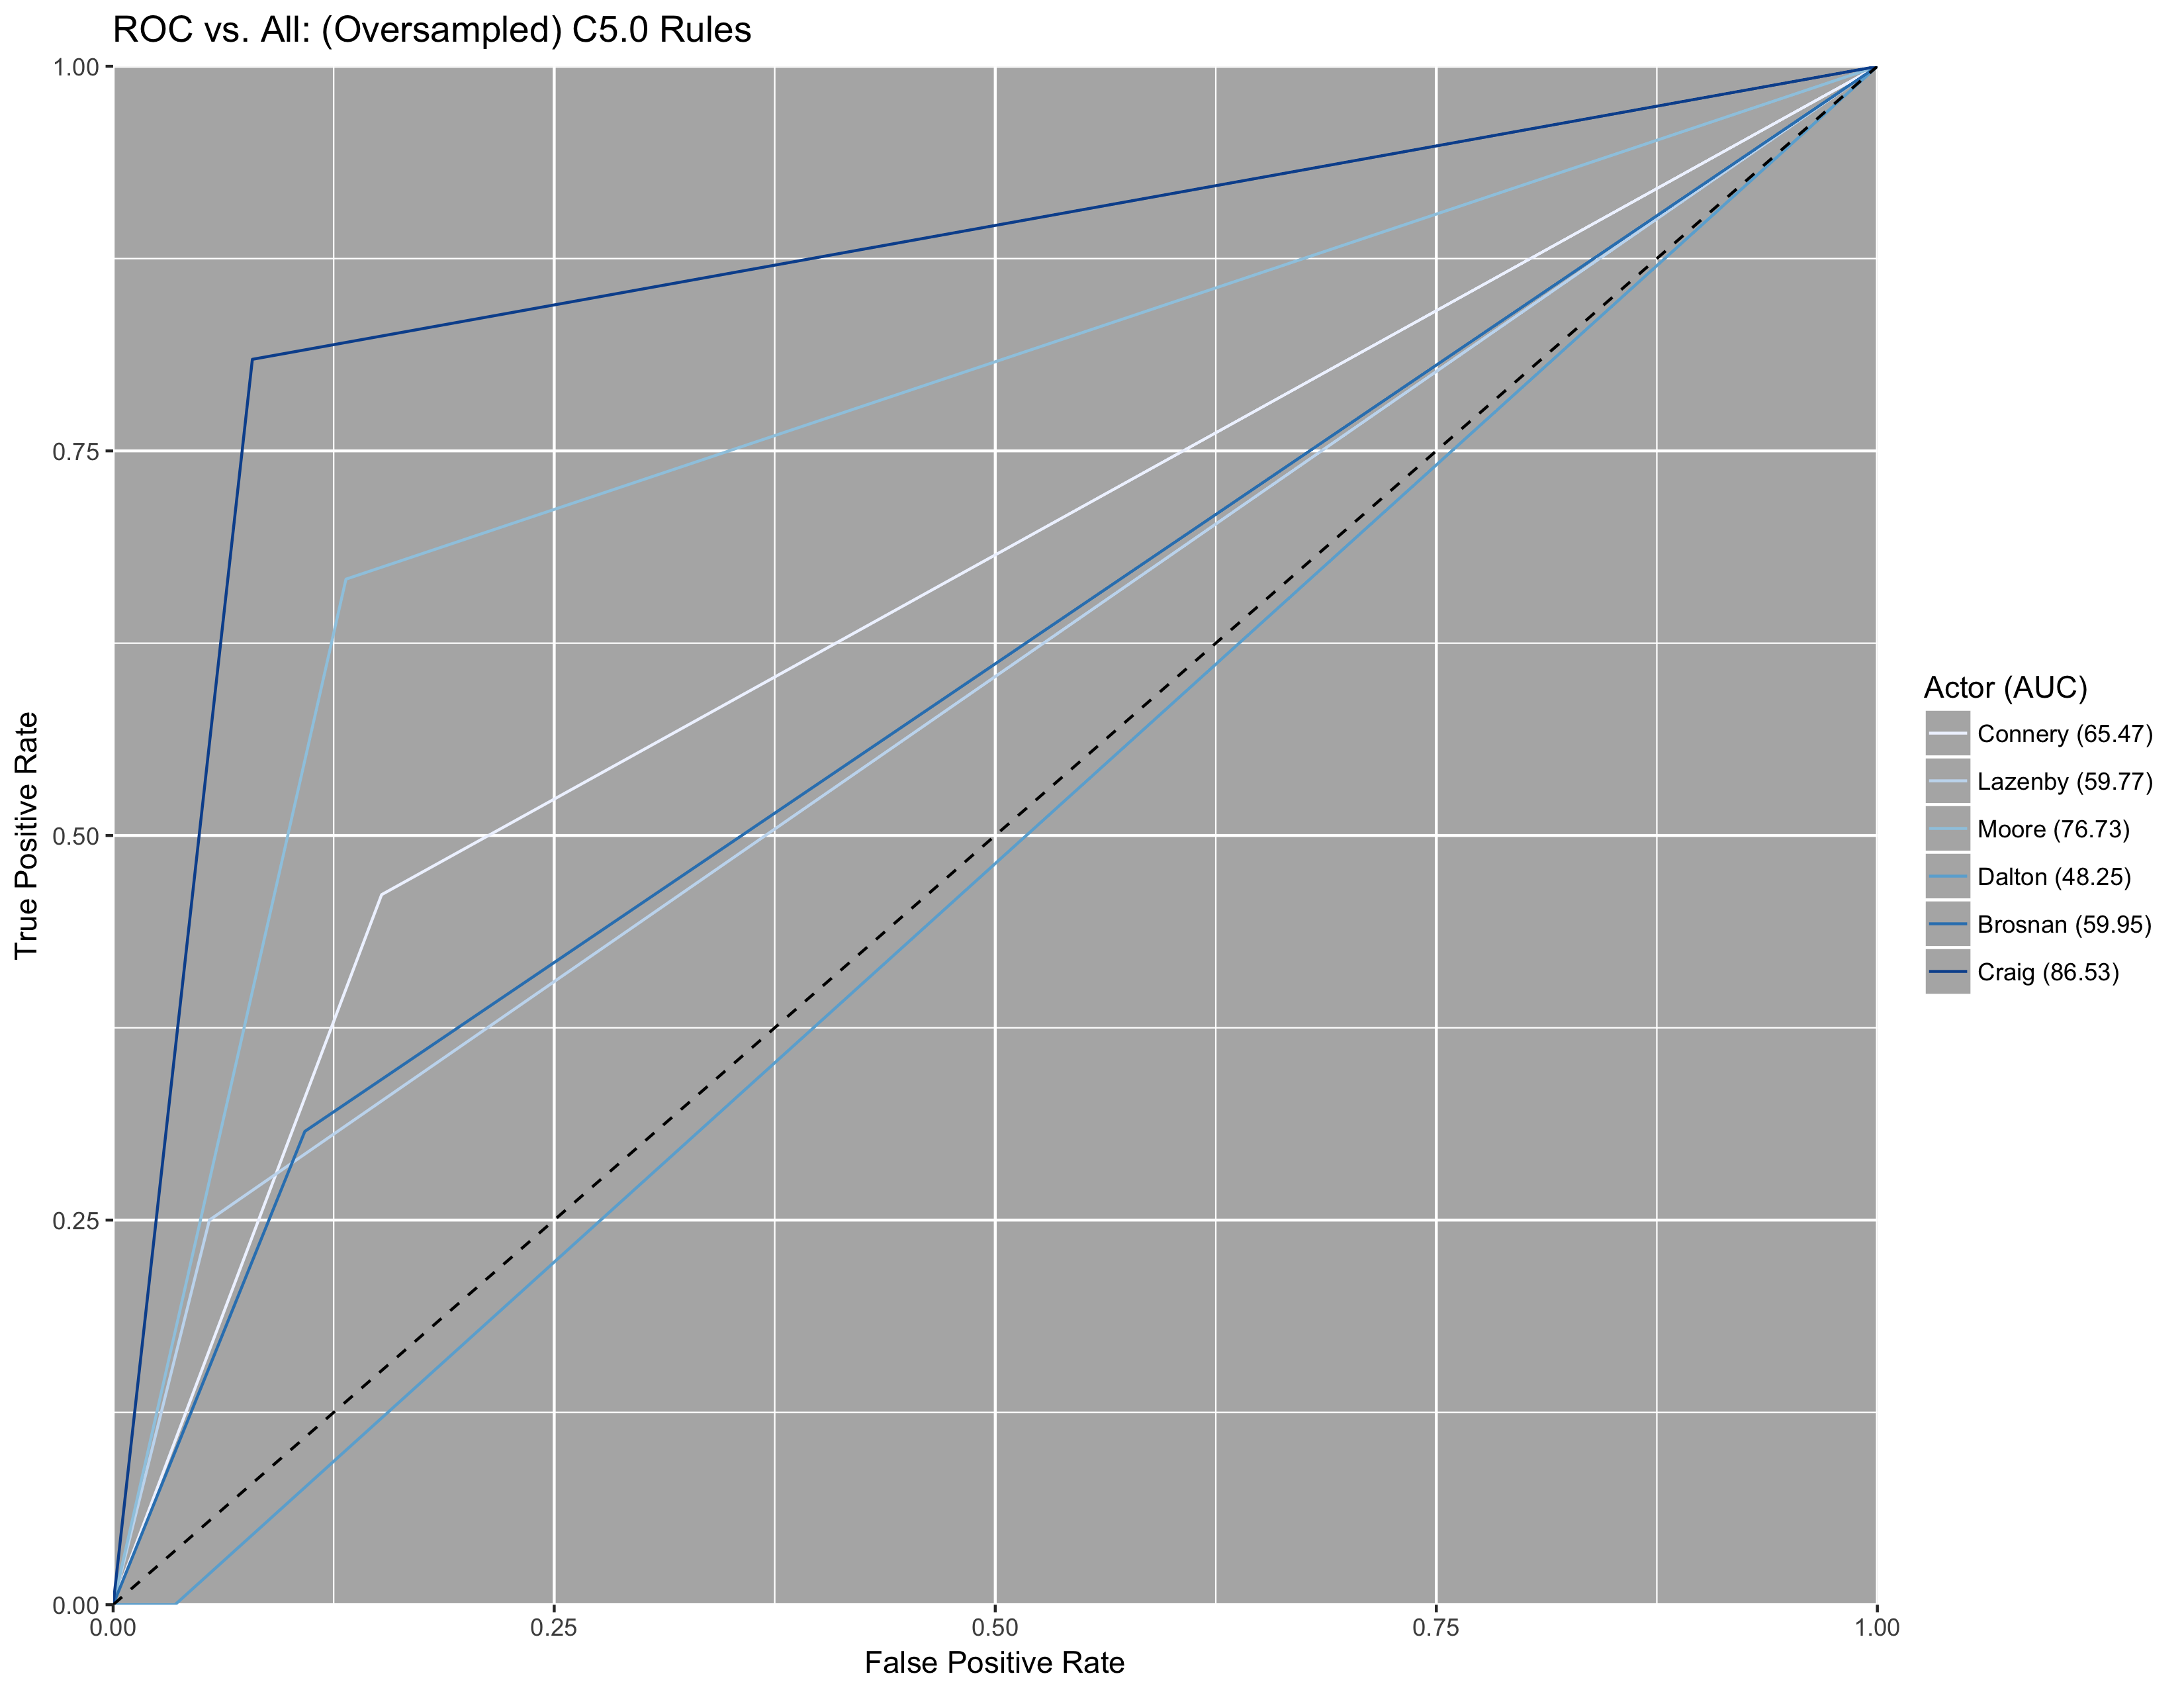 ROC vs. All: (Oversampled) C5.0 Rules
1.00
0.75
0.50
0.25
0.00
True Positive Rate
0.00 0.25 0.50 0.75 1.00
False Positive Rate
Actor (AUC)
Connery (65.47)
Lazenby (59.77)
Moore (76.73)
Dalton (48.25)
Brosnan (59.95)
Craig (86.53)